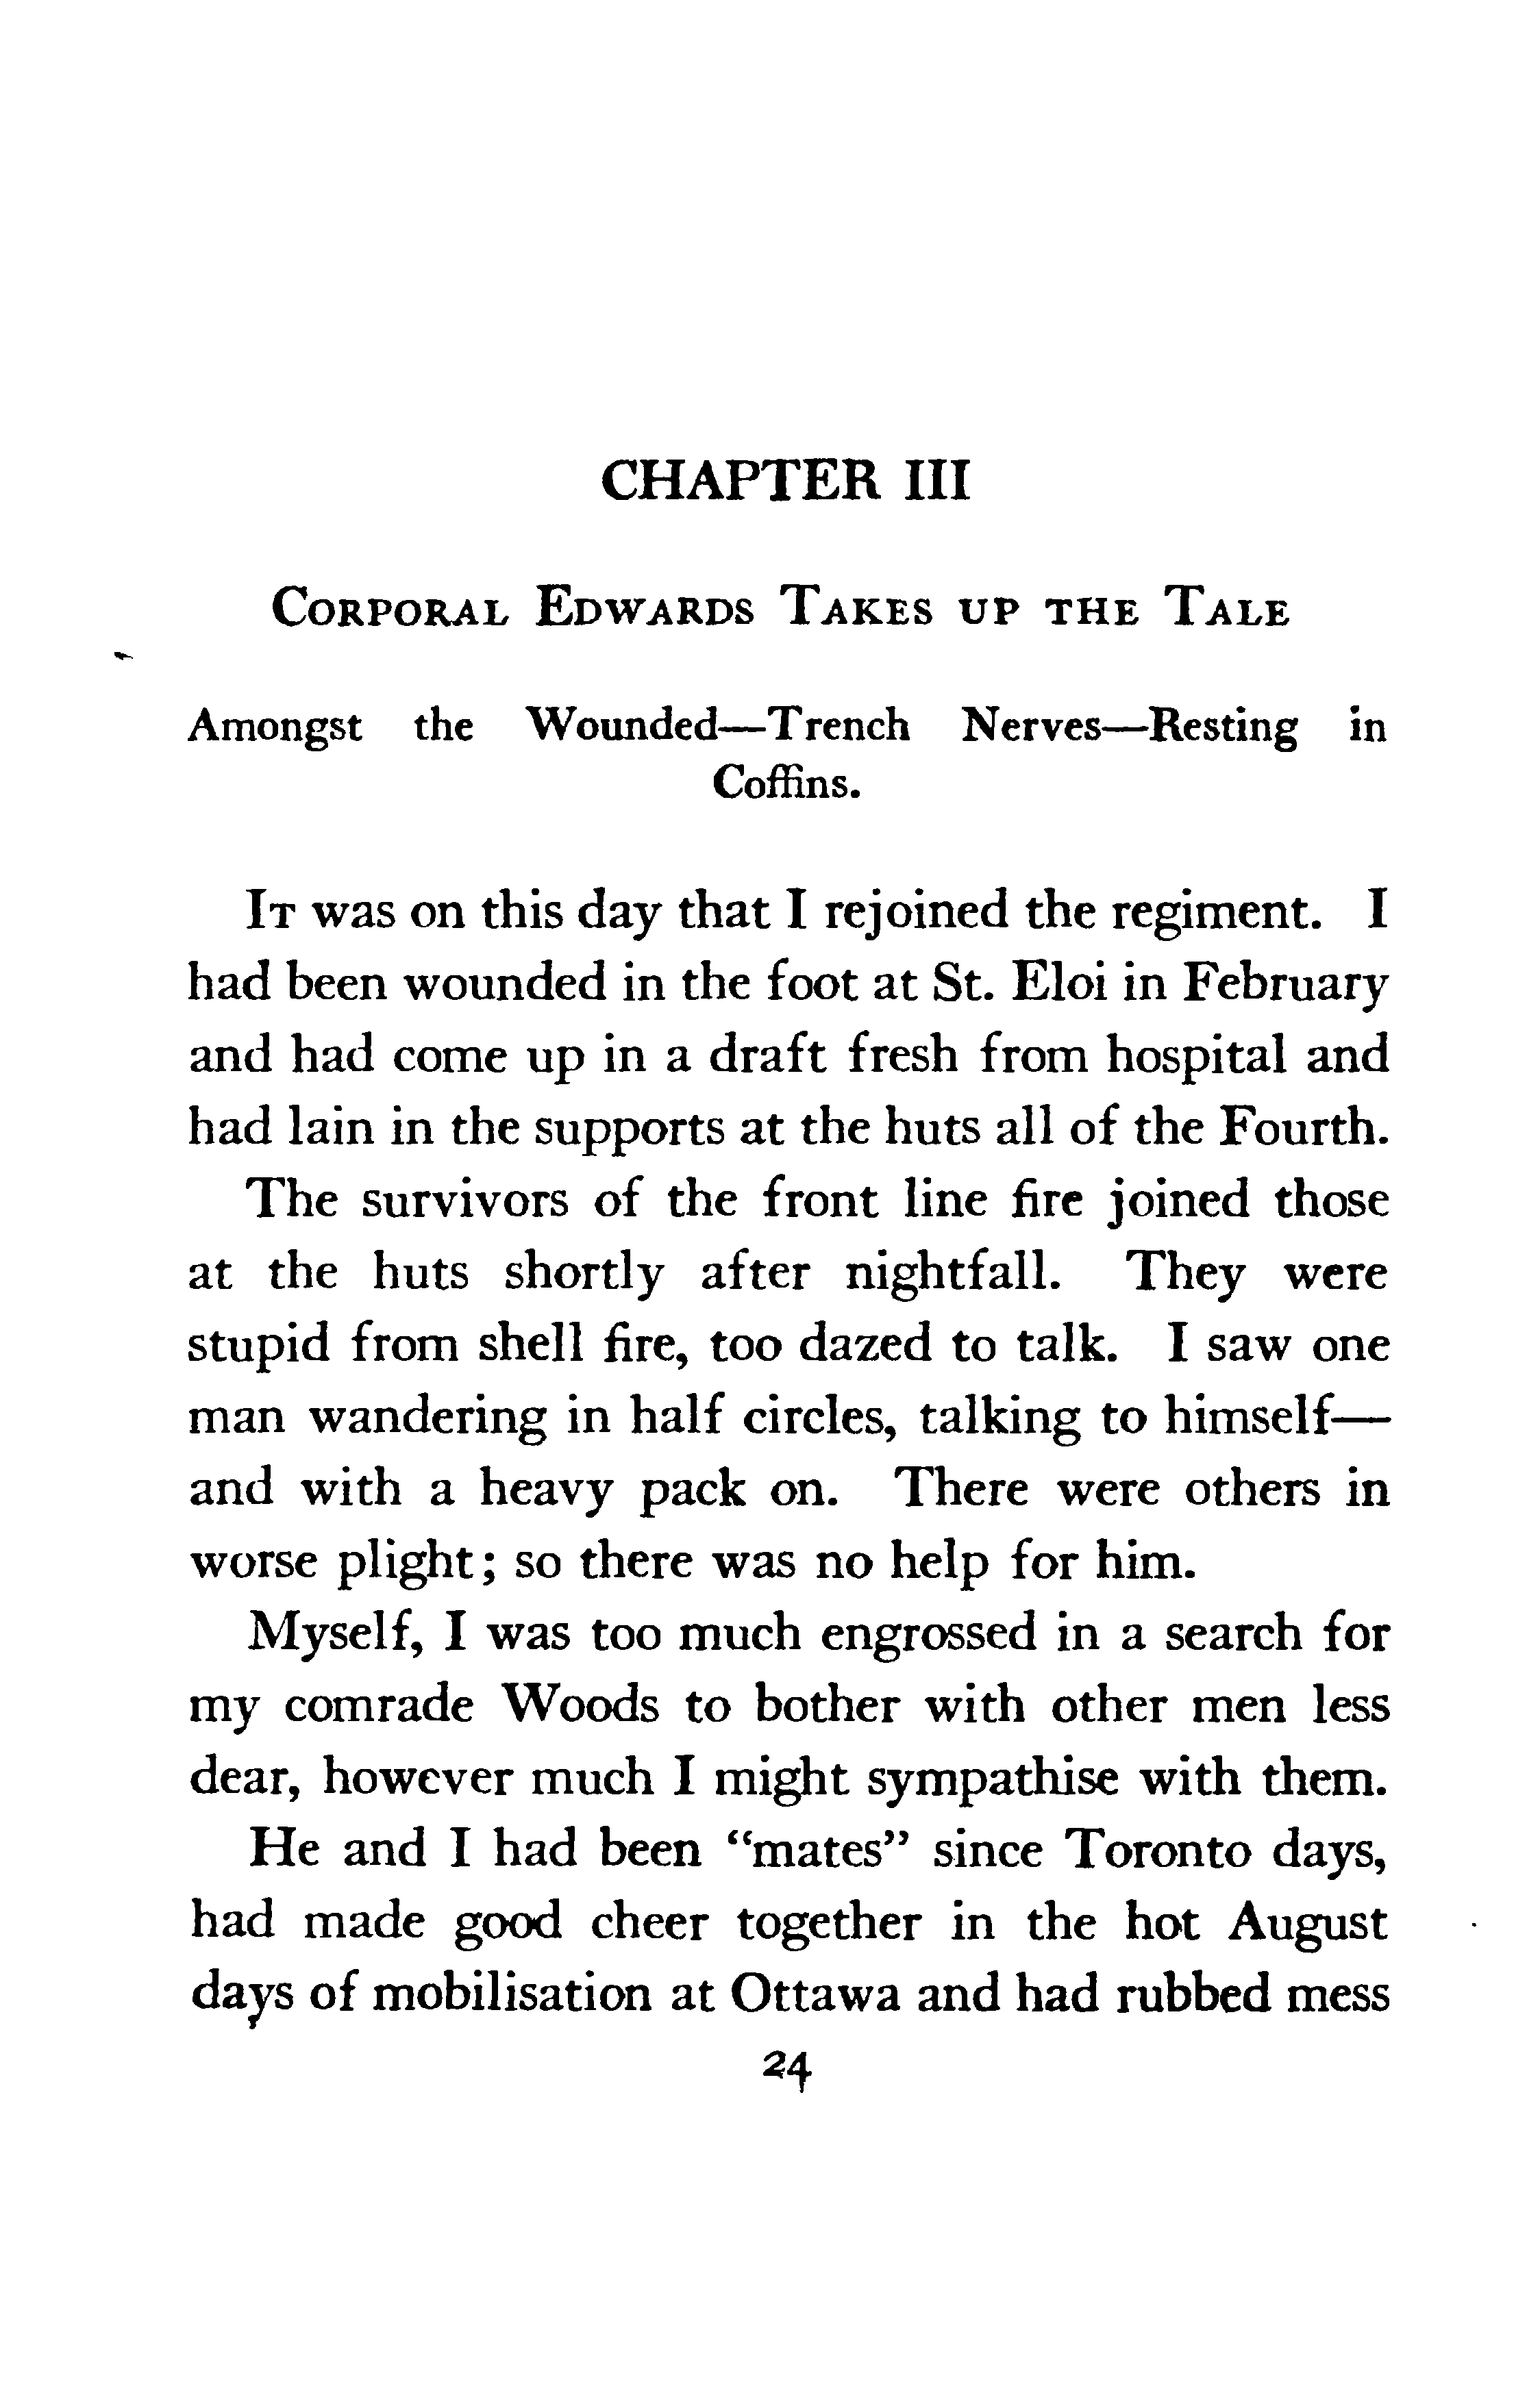 CHAPTER III
Corporal Edwards Takes up the Tale
Amongst the Wounded—Trench Nerves—Resting in
Coffins.
It was on this day that I rejoined the regiment. I
had been wounded in the foot at St. Eloi in February
and had come up in a draft fresh from hospital and
had lain in the supports at the huts all of the Fourth.
The survivors of the front line fire joined those
at the huts shortly after nightfall. They were
stupid from shell fire, too dazed to talk. I saw one
man wandering in half circles, talking to himself—
and with a heavy pack on. There were others in
worse plight; so there was no help for him.
Myself, I was too much engrossed in a search for
my comrade Woods to bother with other men less
dear, however much I might sympathise with them.
He and I had been “mates” since Toronto days,
had made good cheer together in the hot August
days of mobilisation at Ottawa and had rubbed mess
24